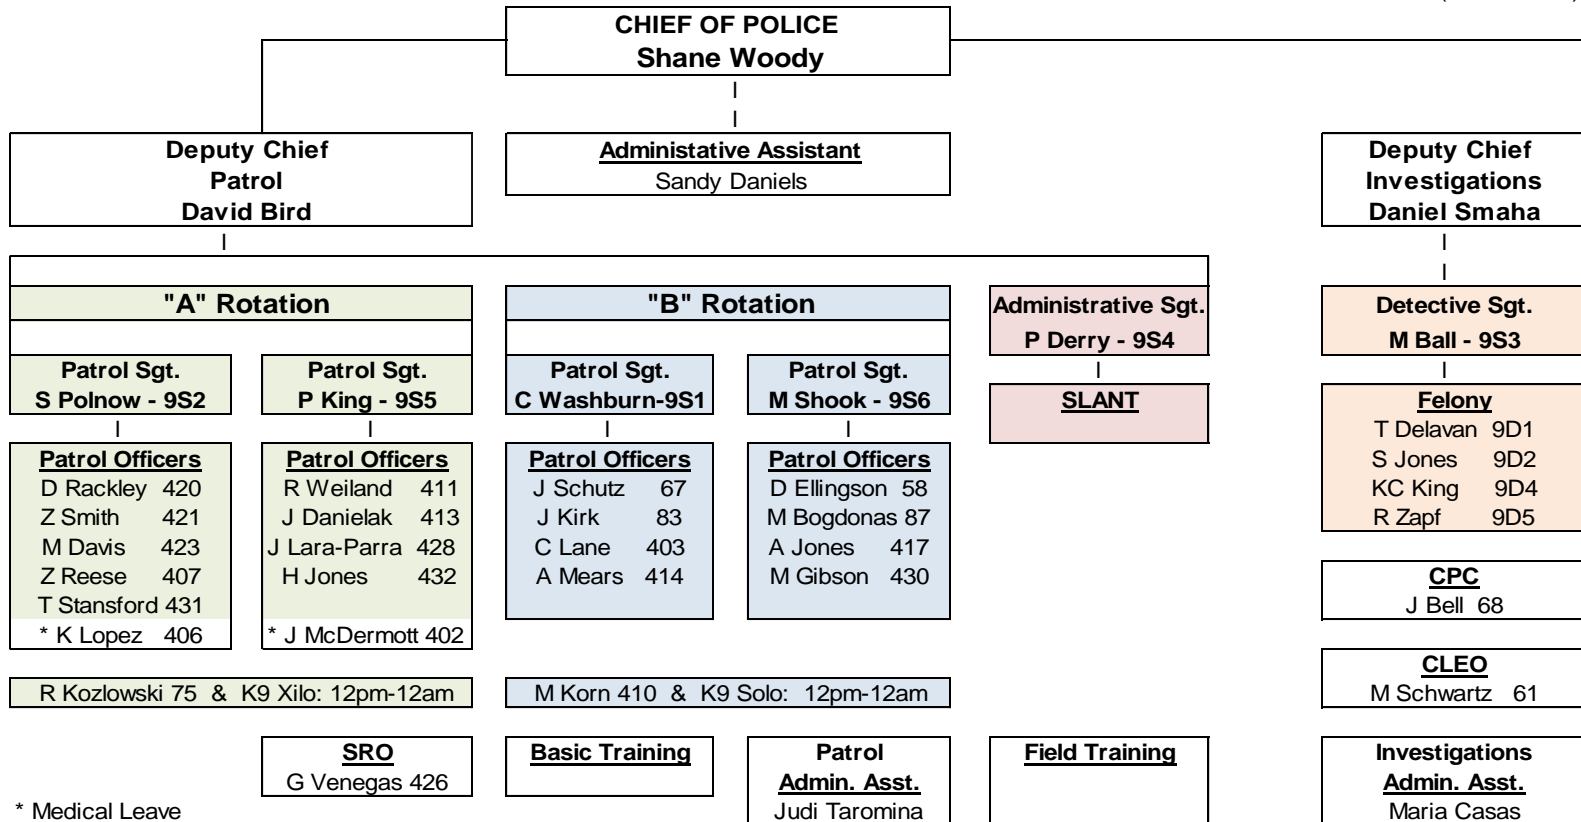 CHIEF OF POLICE
Shane Woody
Deputy Chief
Patrol
David Bird
Administative Assistant
Sandy Daniels
Deputy Chief
Investigations
Daniel Smaha
"A" Rotation
"B" Rotation
Administrative Sgt.
P Derry - 9S4
Detective Sgt.
M Ball - 9S3
Patrol Sgt.
S Polnow - 9S2
Patrol Sgt.
P King - 9S5
Patrol Sgt.
C Washburn-9S1
Patrol Sgt.
M Shook - 9S6
SLANT
Felony
T Delavan 9D1
S Jones 9D2
KC King 9D4
R Zapf 9D5
Patrol Officers
D Rackley 420
Z Smith 421
M Davis 423
Z Reese 407
T Stansford 431
* K Lopez 406
Patrol Officers
R Weiland 411
J Danielak 413
J Lara-Parra 428
H Jones 432
* J McDermott 402
Patrol Officers
J Schutz 67
J Kirk 83
C Lane 403
A Mears 414
Patrol Officers
D Ellingson 58
M Bogdonas 87
A Jones 417
M Gibson 430
CPC
J Bell 68
CLEO
M Schwartz 61
R Kozlowski 75 & K9 Xilo: 12pm-12am
M Korn 410 & K9 Solo: 12pm-12am
SRO
G Venegas 426
Basic Training
Patrol
Admin. Asst.
Judi Taromina
Field Training
Investigations
Admin. Asst.
Maria Casas
* Medical Leave